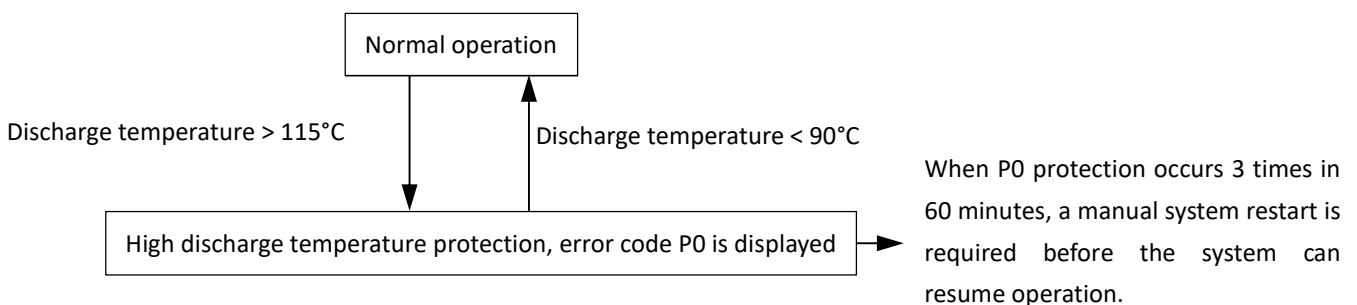 Normal operation
Discharge temperature > 115°C
Discharge temperature < 90°C
High discharge temperature protection, error code P0 is displayed
When P0 protection occurs 3 times in
60 minutes, a manual system restart is
required before the system can
resume operation.